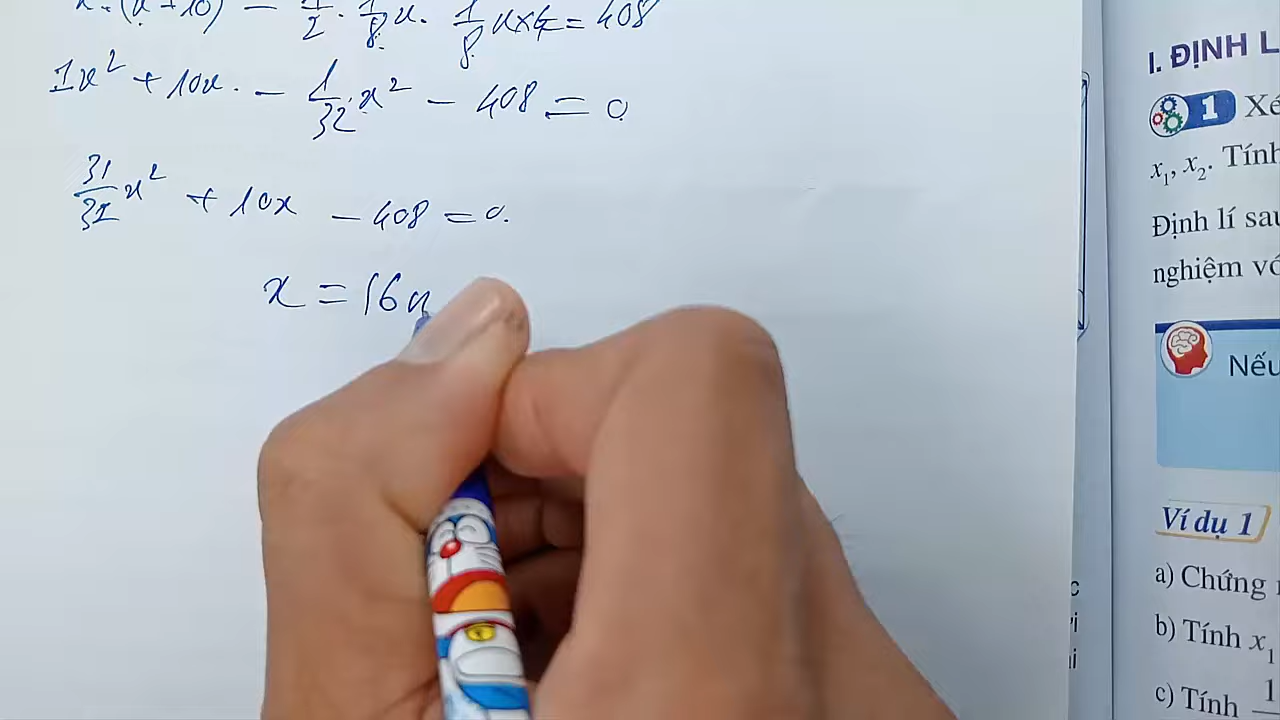 x.(x+10) - 1/2 . 1/8 x. 1/8 x×4 = 408
1x² + 10x. - 1/32 x² - 408 = 0
31/32 x² + 10x - 408 = 0.
x = 16
I. ĐỊNH L
1 Xé
x₁, x₂. Tính
Định lí sau
nghiệm vớ
Nếu
Ví dụ 1
a) Chứng
b) Tính x₁
c) Tính 1